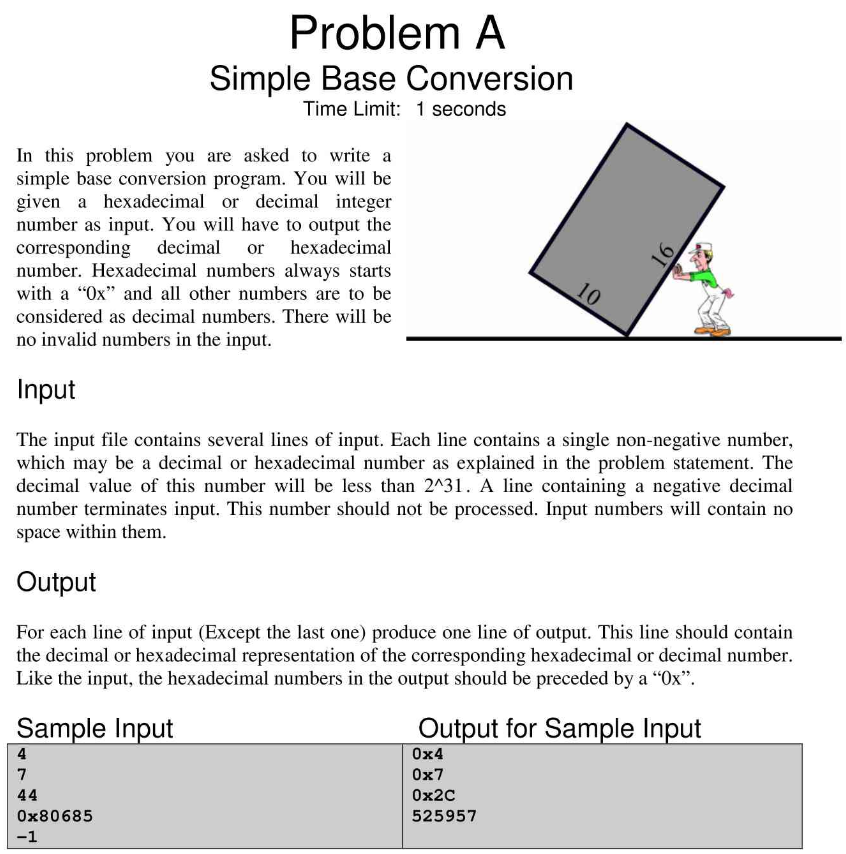 Problem A
Simple Base Conversion
Time Limit: 1 seconds
In this problem you are asked to write a
simple base conversion program. You will be
given a hexadecimal or decimal integer
number as input. You will have to output the
corresponding decimal or hexadecimal
number. Hexadecimal numbers always starts
with a “0x” and all other numbers are to be
considered as decimal numbers. There will be
no invalid numbers in the input.
16
10
Input
The input file contains several lines of input. Each line contains a single non-negative number,
which may be a decimal or hexadecimal number as explained in the problem statement. The
decimal value of this number will be less than 2^31. A line containing a negative decimal
number terminates input. This number should not be processed. Input numbers will contain no
space within them.
Output
For each line of input (Except the last one) produce one line of output. This line should contain
the decimal or hexadecimal representation of the corresponding hexadecimal or decimal number.
Like the input, the hexadecimal numbers in the output should be preceded by a “0x”.
Sample Input Output for Sample Input
4 0x4
7 0x7
44 0x2C
0x80685 525957
-1